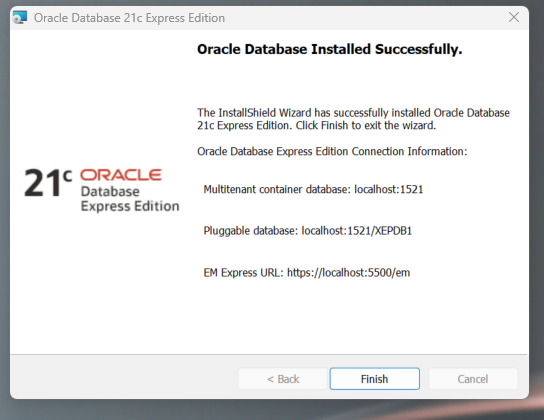 Oracle Database 21c Express Edition
Oracle Database Installed Successfully.
The InstallShield Wizard has successfully installed Oracle Database
21c Express Edition. Click Finish to exit the wizard.
Oracle Database Express Edition Connection Information:
21c ORACLE
Database
Express Edition
Multitenant container database: localhost:1521
Pluggable database: localhost:1521/XEPDB1
EM Express URL: https://localhost:5500/em
< Back
Finish
Cancel